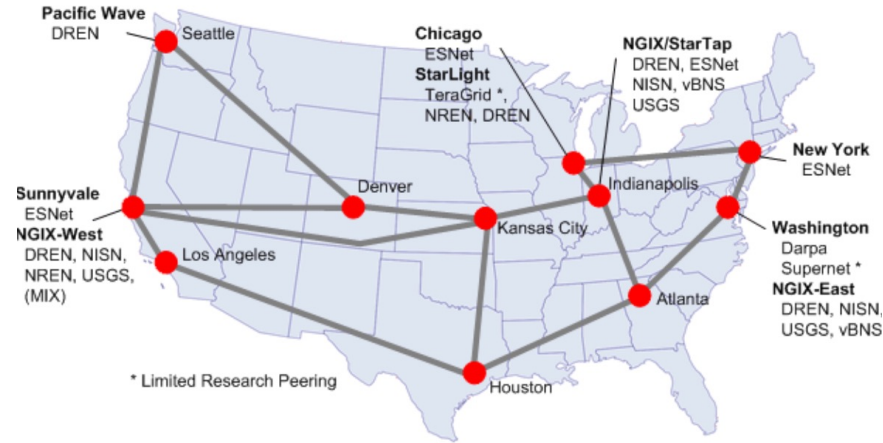 Pacific Wave
DREN
Seattle
Chicago
ESNet
StarLight
TeraGrid *,
NREN, DREN
NGIX/StarTap
DREN, ESNet
NISN, vBNS
USGS
New York
ESNet
Indianapolis
Denver
Kansas City
Sunnyvale
ESNet
NGIX-West
DREN, NISN,
NREN, USGS,
(MIX)
Los Angeles
Washington
Darpa
Supernet *
NGIX-East
DREN, NISN,
USGS, vBNS
Atlanta
Houston
* Limited Research Peering